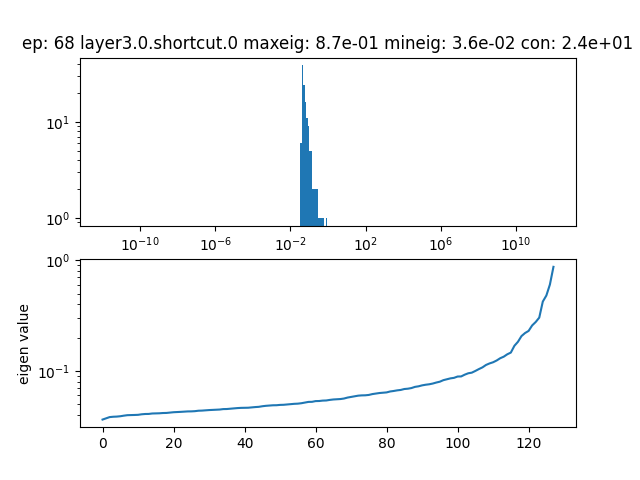 ep: 68 layer3.0.shortcut.0 maxeig: 8.7e-01 mineig: 3.6e-02 con: 2.4e+01
10^1
10^0
10^-10 10^-6 10^-2 10^2 10^6 10^10
10^0
10^-1
eigen value
0 20 40 60 80 100 120